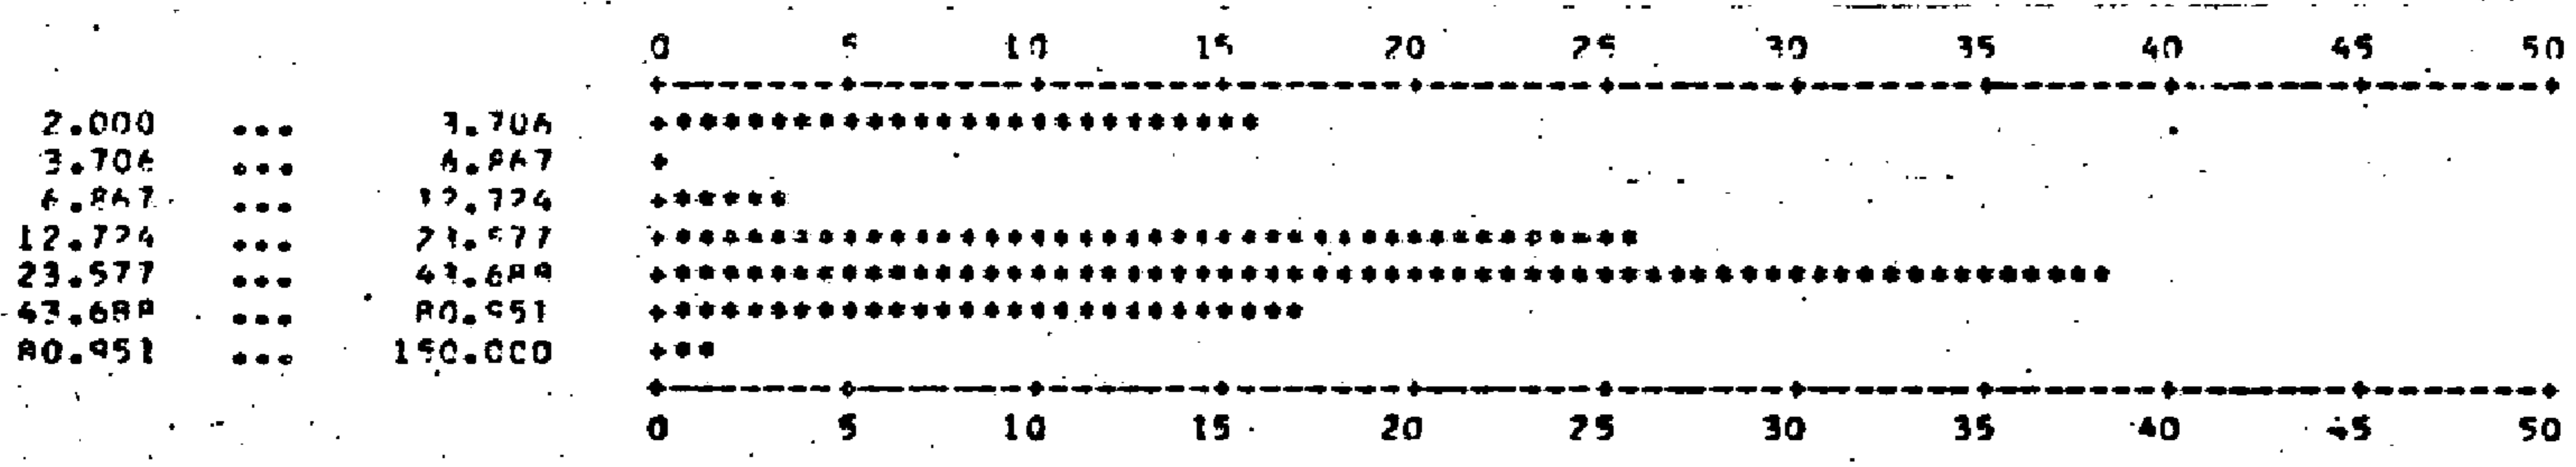 0 5 10 15 20 25 30 35 40 45 50
+-------+-------+-------+-------+-------+-------+-------+-------+-------+-------+
2.000 ... 3.706 +*************************
3.706 ... 6.867 +
6.867 ... 12.724 +*****
12.724 ... 23.577 +*****************************************
23.577 ... 43.688 +*************************************************************
43.688 ... 80.951 +***************************
80.951 ... 150.000 +**
+-------+-------+-------+-------+-------+-------+-------+-------+-------+-------+
0 5 10 15 20 25 30 35 40 45 50